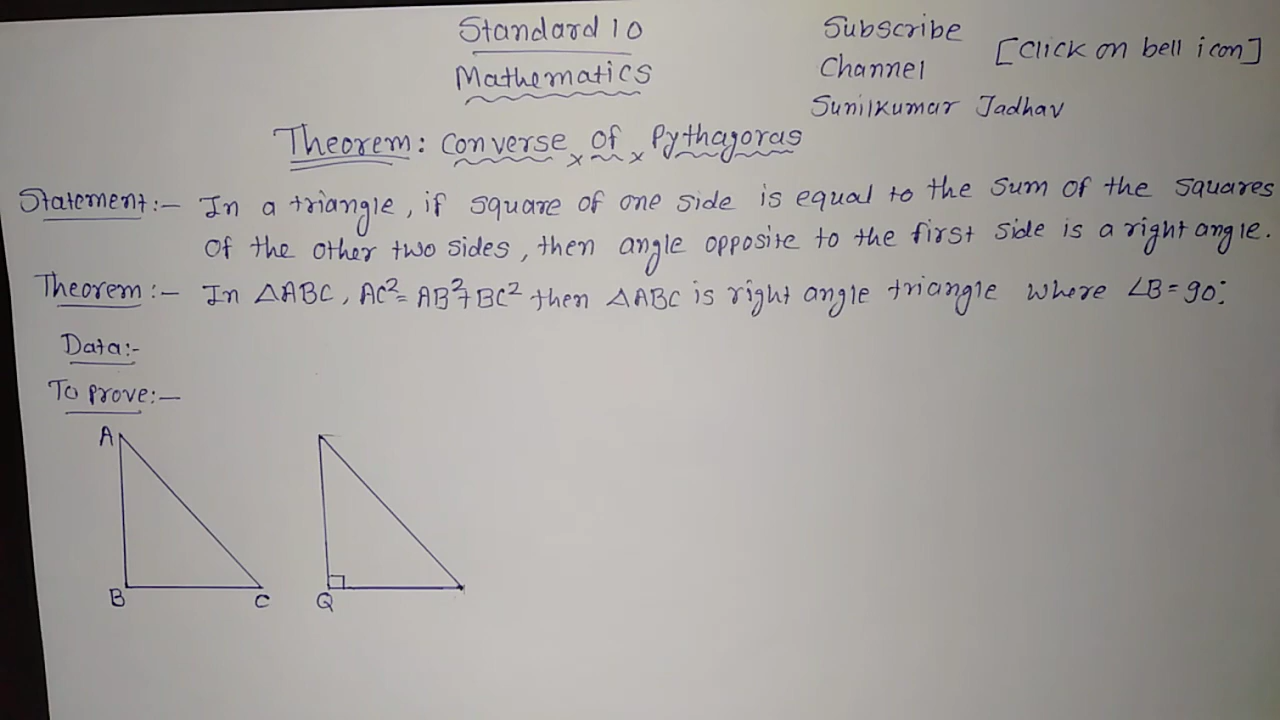 Standard 10
Mathematics
Subscribe
Channel
[Click on bell icon]
Sunilkumar Jadhav
Theorem: Converse of Pythagoras
Statement:- In a triangle, if square of one side is equal to the sum of the squares
of the other two sides, then angle opposite to the first side is a right angle.
Theorem:- In △ABC, AC²= AB²+BC² then △ABC is right angle triangle where ∠B=90°.
Data:-
To prove:-
A
B C Q